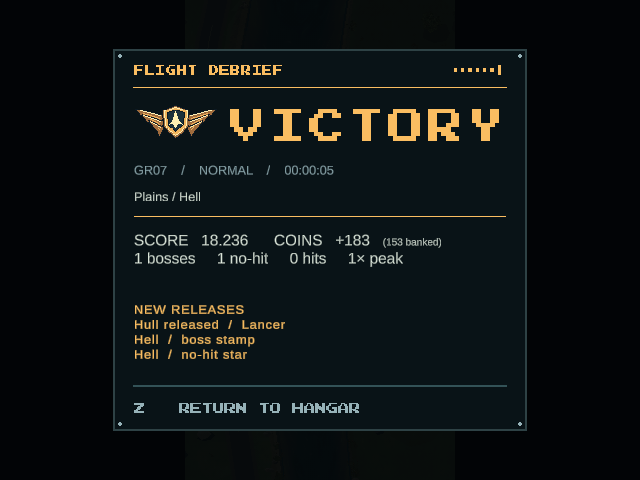 FLIGHT DEBRIEF
VICTORY
GR07 / NORMAL / 00:00:05
Plains / Hell
SCORE 18.236 COINS +183 (153 banked)
1 bosses 1 no-hit 0 hits 1× peak
NEW RELEASES
Hull released / Lancer
Hell / boss stamp
Hell / no-hit star
Z RETURN TO HANGAR